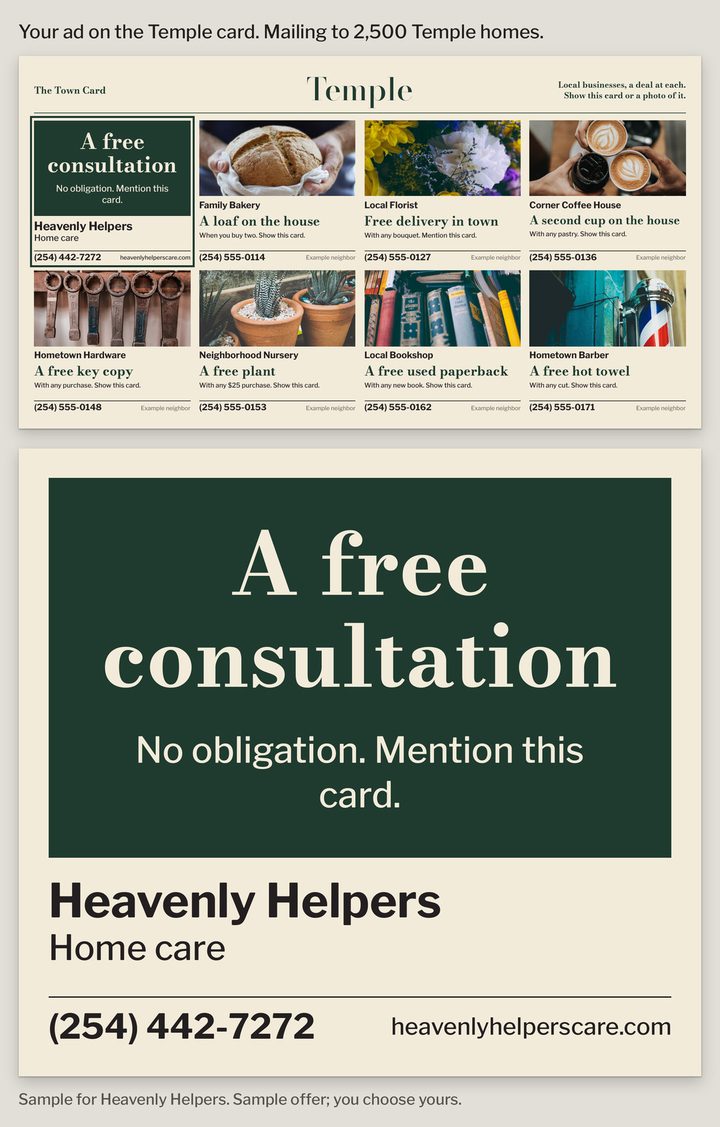 Your ad on the Temple card. Mailing to 2,500 Temple homes.
The Town Card
Temple
Local businesses, a deal at each.
Show this card or a photo of it.
A free
consultation
No obligation. Mention this
card.
Heavenly Helpers
Home care
(254) 442-7272 heavenlyhelperscare.com
Family Bakery
A loaf on the house
When you buy two. Show this card.
(254) 555-0114 Example neighbor
Local Florist
Free delivery in town
With any bouquet. Mention this card.
(254) 555-0127 Example neighbor
Corner Coffee House
A second cup on the house
With any pastry. Show this card.
(254) 555-0136 Example neighbor
Hometown Hardware
A free key copy
With any purchase. Show this card.
(254) 555-0148 Example neighbor
Neighborhood Nursery
A free plant
With any $25 purchase. Show this card.
(254) 555-0153 Example neighbor
Local Bookshop
A free used paperback
With any new book. Show this card.
(254) 555-0162 Example neighbor
Hometown Barber
A free hot towel
With any cut. Show this card.
(254) 555-0171 Example neighbor
A free
consultation
No obligation. Mention this
card.
Heavenly Helpers
Home care
(254) 442-7272 heavenlyhelperscare.com
Sample for Heavenly Helpers. Sample offer; you choose yours.